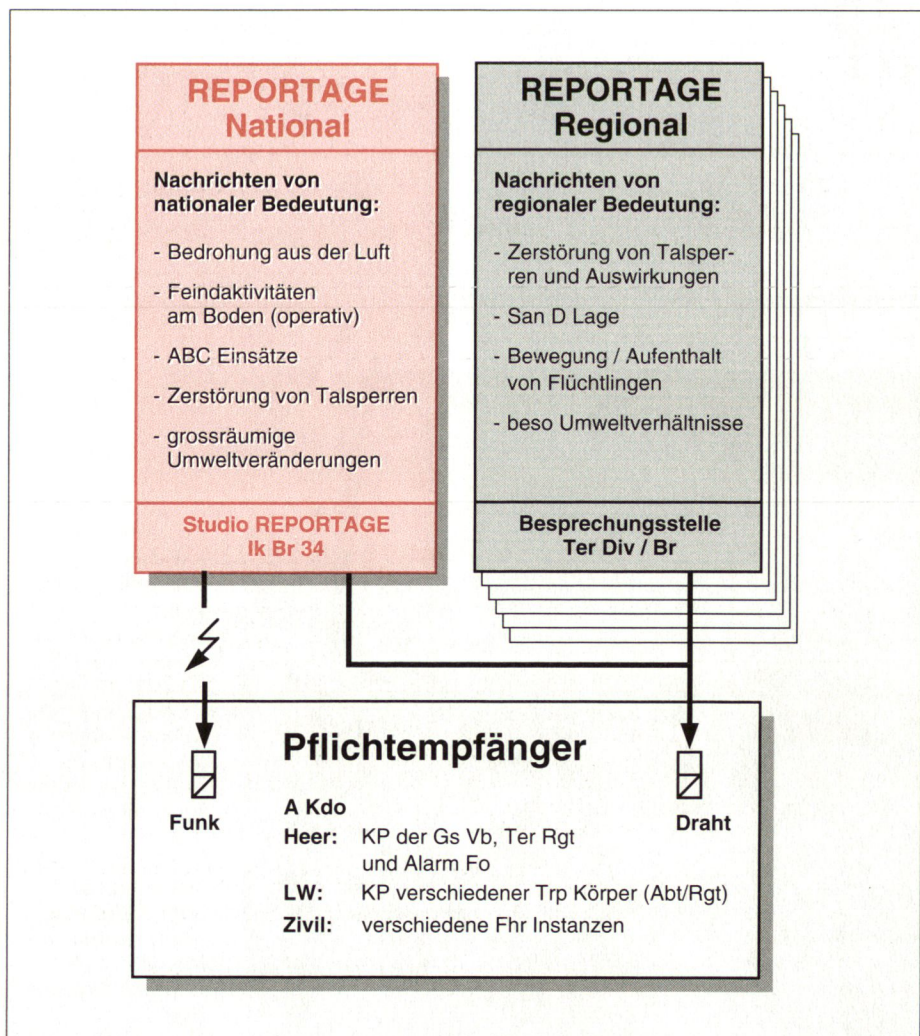 REPORTAGE
National
Nachrichten von
nationaler Bedeutung:
- Bedrohung aus der Luft
- Feindaktivitäten
am Boden (operativ)
- ABC Einsätze
- Zerstörung von Talsperren
- grossräumige
Umweltveränderungen
Studio REPORTAGE
Ik Br 34
REPORTAGE
Regional
Nachrichten von
regionaler Bedeutung:
- Zerstörung von Talsper-
ren und Auswirkungen
- San D Lage
- Bewegung / Aufenthalt
von Flüchtlingen
- beso Umweltverhältnisse
Besprechungsstelle
Ter Div / Br
Pflichtempfänger
Funk
Draht
A Kdo
Heer: KP der Gs Vb, Ter Rgt
und Alarm Fo
LW: KP verschiedener Trp Körper (Abt/Rgt)
Zivil: verschiedene Fhr Instanzen